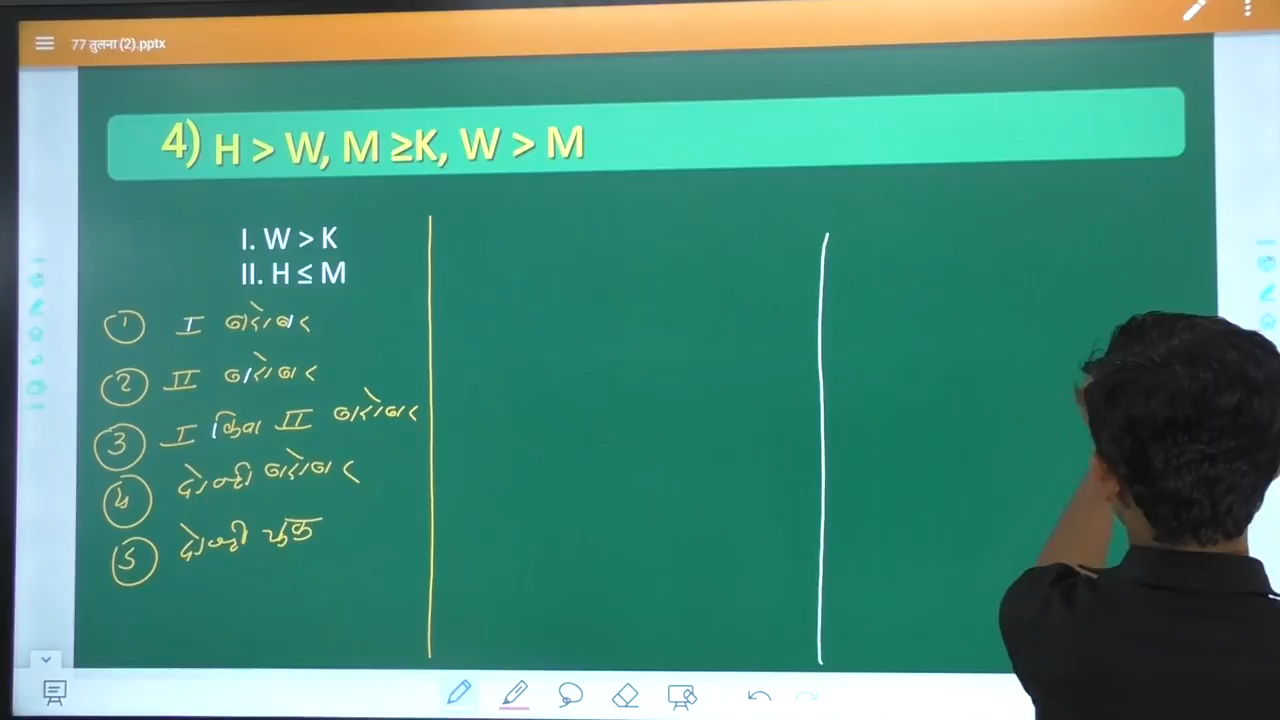 77 तुलना (2).pptx
4) H > W, M ≥K, W > M
I. W > K
II. H ≤ M
1 I बरोबर
2 II बरोबर
3 I किंवा II बरोबर
4 दोन्ही बरोबर
5 दोन्ही चूक